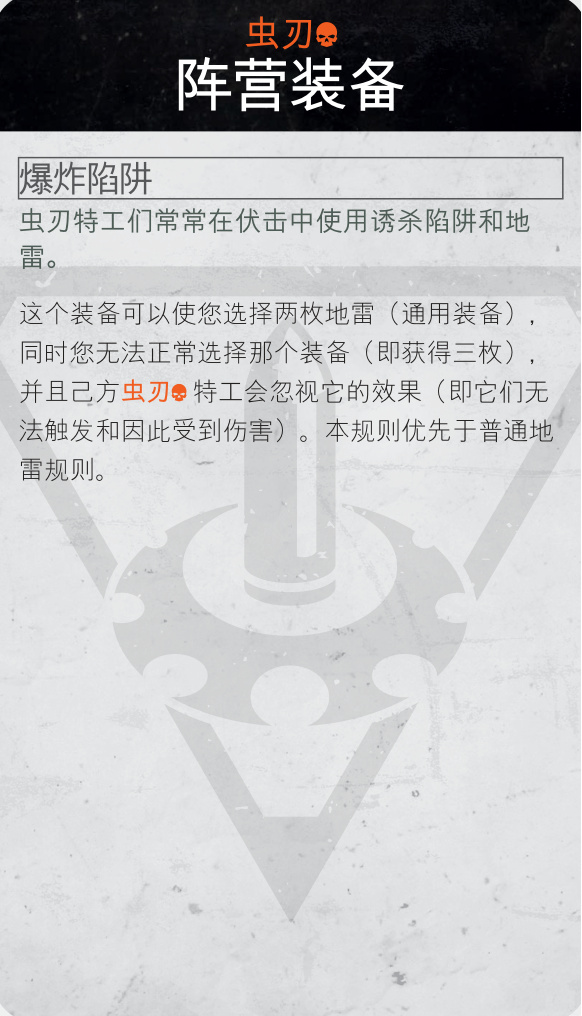 虫刃
阵营装备
爆炸陷阱
虫刃特工们常常在伏击中使用诱杀陷阱和地
雷。
这个装备可以使您选择两枚地雷（通用装备），
同时您无法正常选择那个装备（即获得三枚），
并且己方虫刃 特工会忽视它的效果（即它们无
法触发和因此受到伤害）。本规则优先于普通地
雷规则。